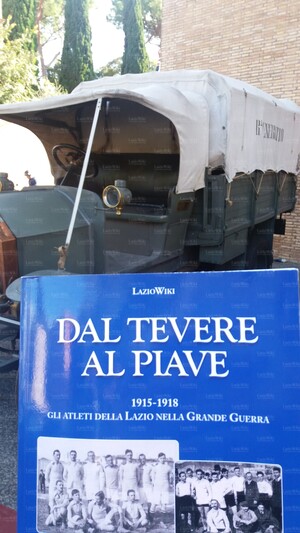 LAZIOWIKI
DAL TEVERE
AL PIAVE
1915-1918
GLI ATLETI DELLA LAZIO NELLA GRANDE GUERRA